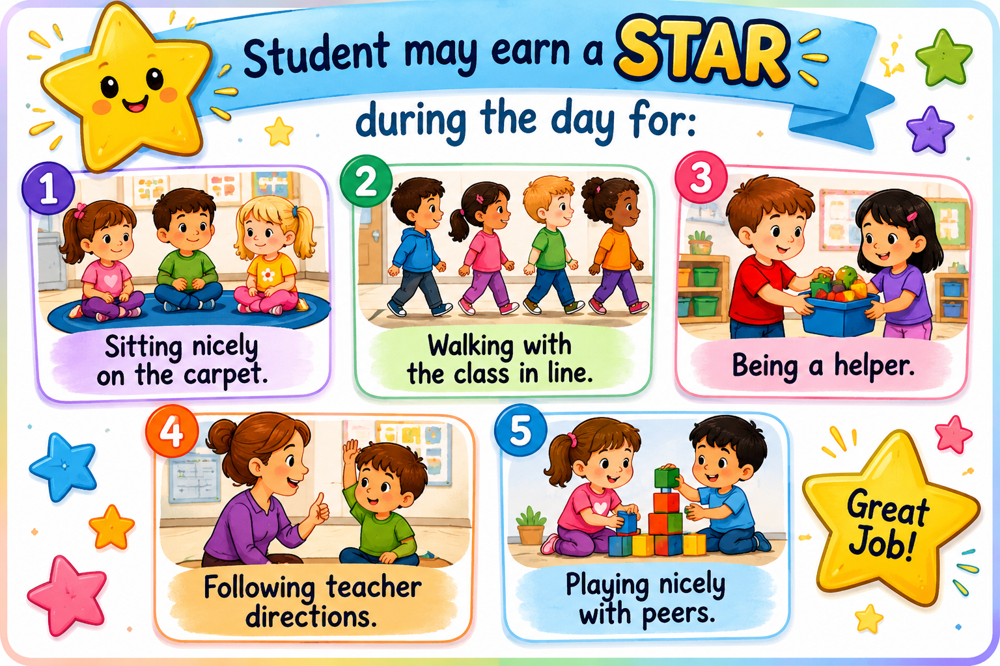 Student may earn a STAR
during the day for:
1
Sitting nicely
on the carpet.
2
Walking with
the class in line.
3
Being a helper.
4
Following teacher
directions.
5
Playing nicely
with peers.
Great
Job!